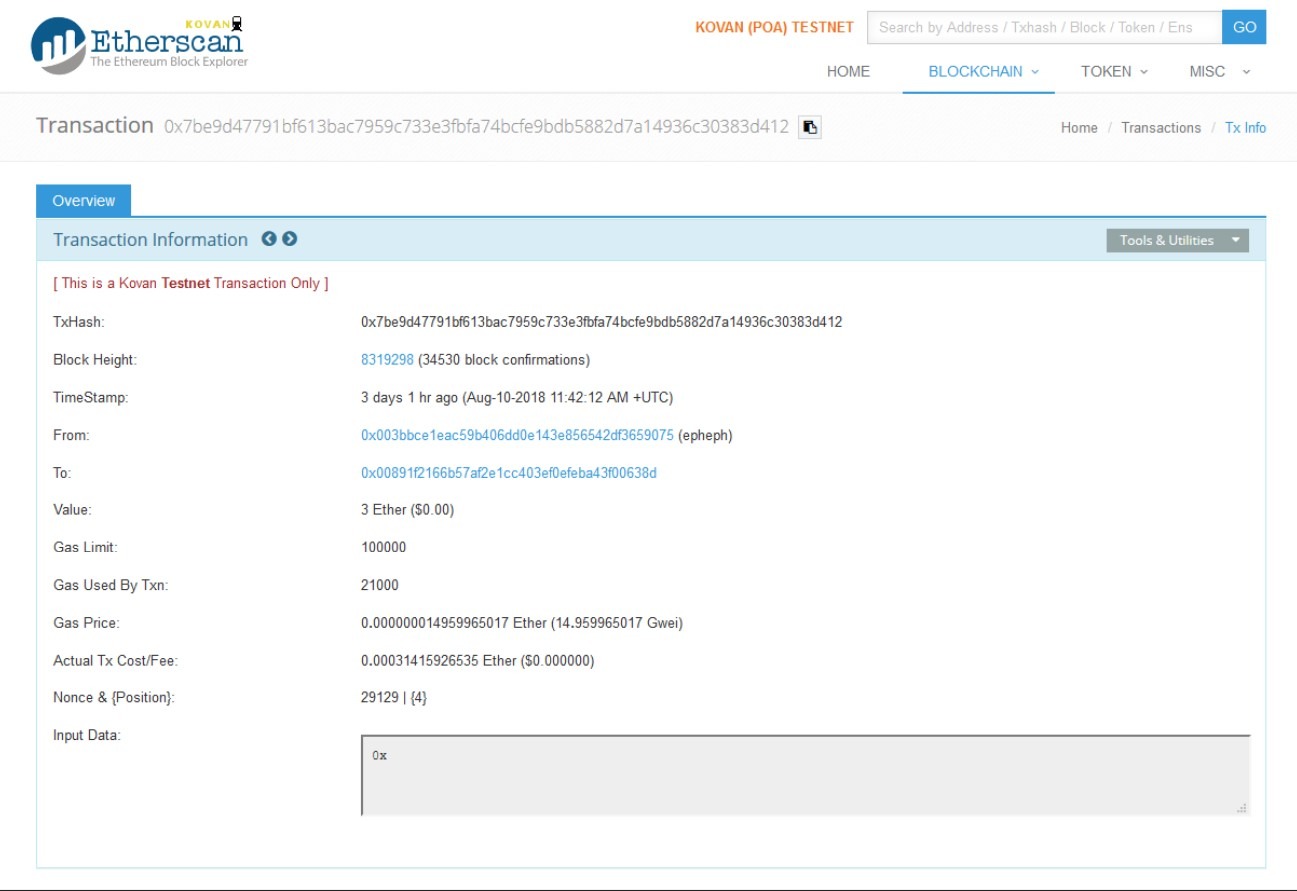 KOVAN
Etherscan
The Ethereum Block Explorer
KOVAN (POA) TESTNET
Search by Address / Txhash / Block / Token / Ens
GO
HOME BLOCKCHAIN TOKEN MISC
Transaction 0x7be9d47791bf613bac7959c733e3fbfa74bcfe9bdb5882d7a14936c30383d412
Home / Transactions / Tx Info
Overview
Transaction Information
Tools & Utilities
[ This is a Kovan Testnet Transaction Only ]
TxHash: 0x7be9d47791bf613bac7959c733e3fbfa74bcfe9bdb5882d7a14936c30383d412
Block Height: 8319298 (34530 block confirmations)
TimeStamp: 3 days 1 hr ago (Aug-10-2018 11:42:12 AM +UTC)
From: 0x003bbce1eac59b406dd0e143e856542df3659075 (epheph)
To: 0x00891f2166b57af2e1cc403ef0efeba43f00638d
Value: 3 Ether ($0.00)
Gas Limit: 100000
Gas Used By Txn: 21000
Gas Price: 0.000000014959965017 Ether (14.959965017 Gwei)
Actual Tx Cost/Fee: 0.00031415926535 Ether ($0.000000)
Nonce & {Position}: 29129 | {4}
Input Data:
0x